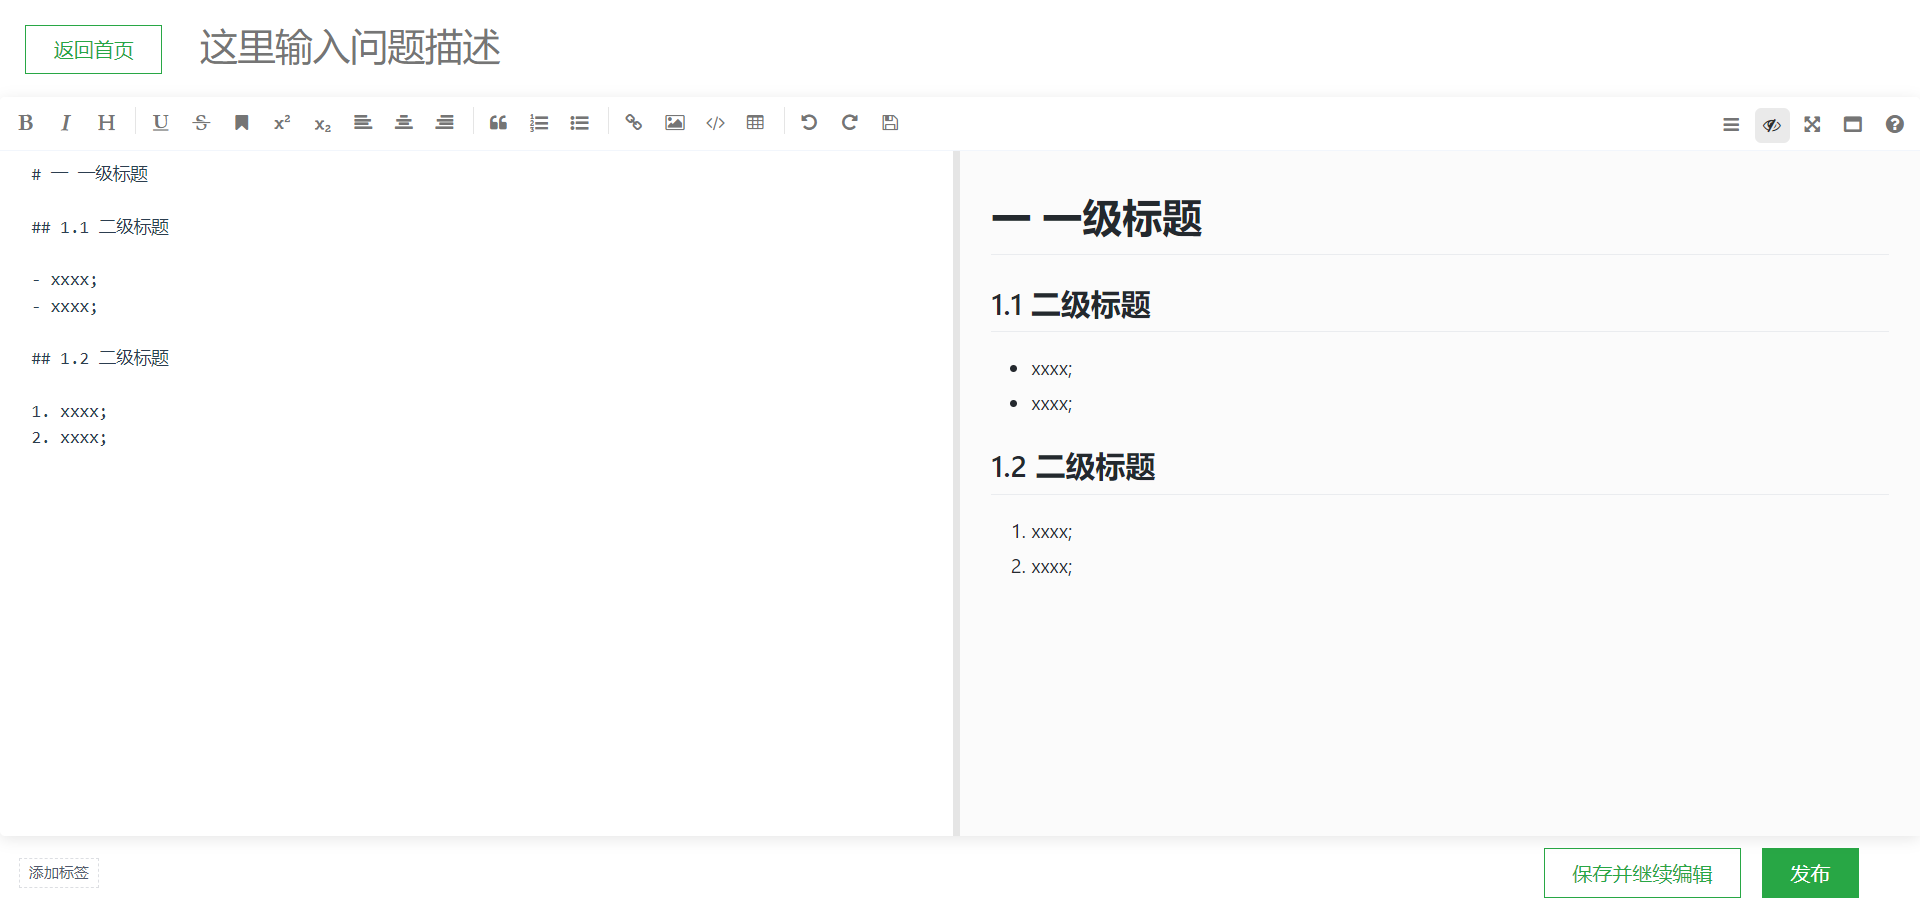 返回首页
这里输入问题描述
# 一 一级标题
## 1.1 二级标题
- xxxx;
- xxxx;
## 1.2 二级标题
1. xxxx;
2. xxxx;
一 一级标题
1.1 二级标题
• xxxx;
• xxxx;
1.2 二级标题
1. xxxx;
2. xxxx;
添加标签
保存并继续编辑
发布